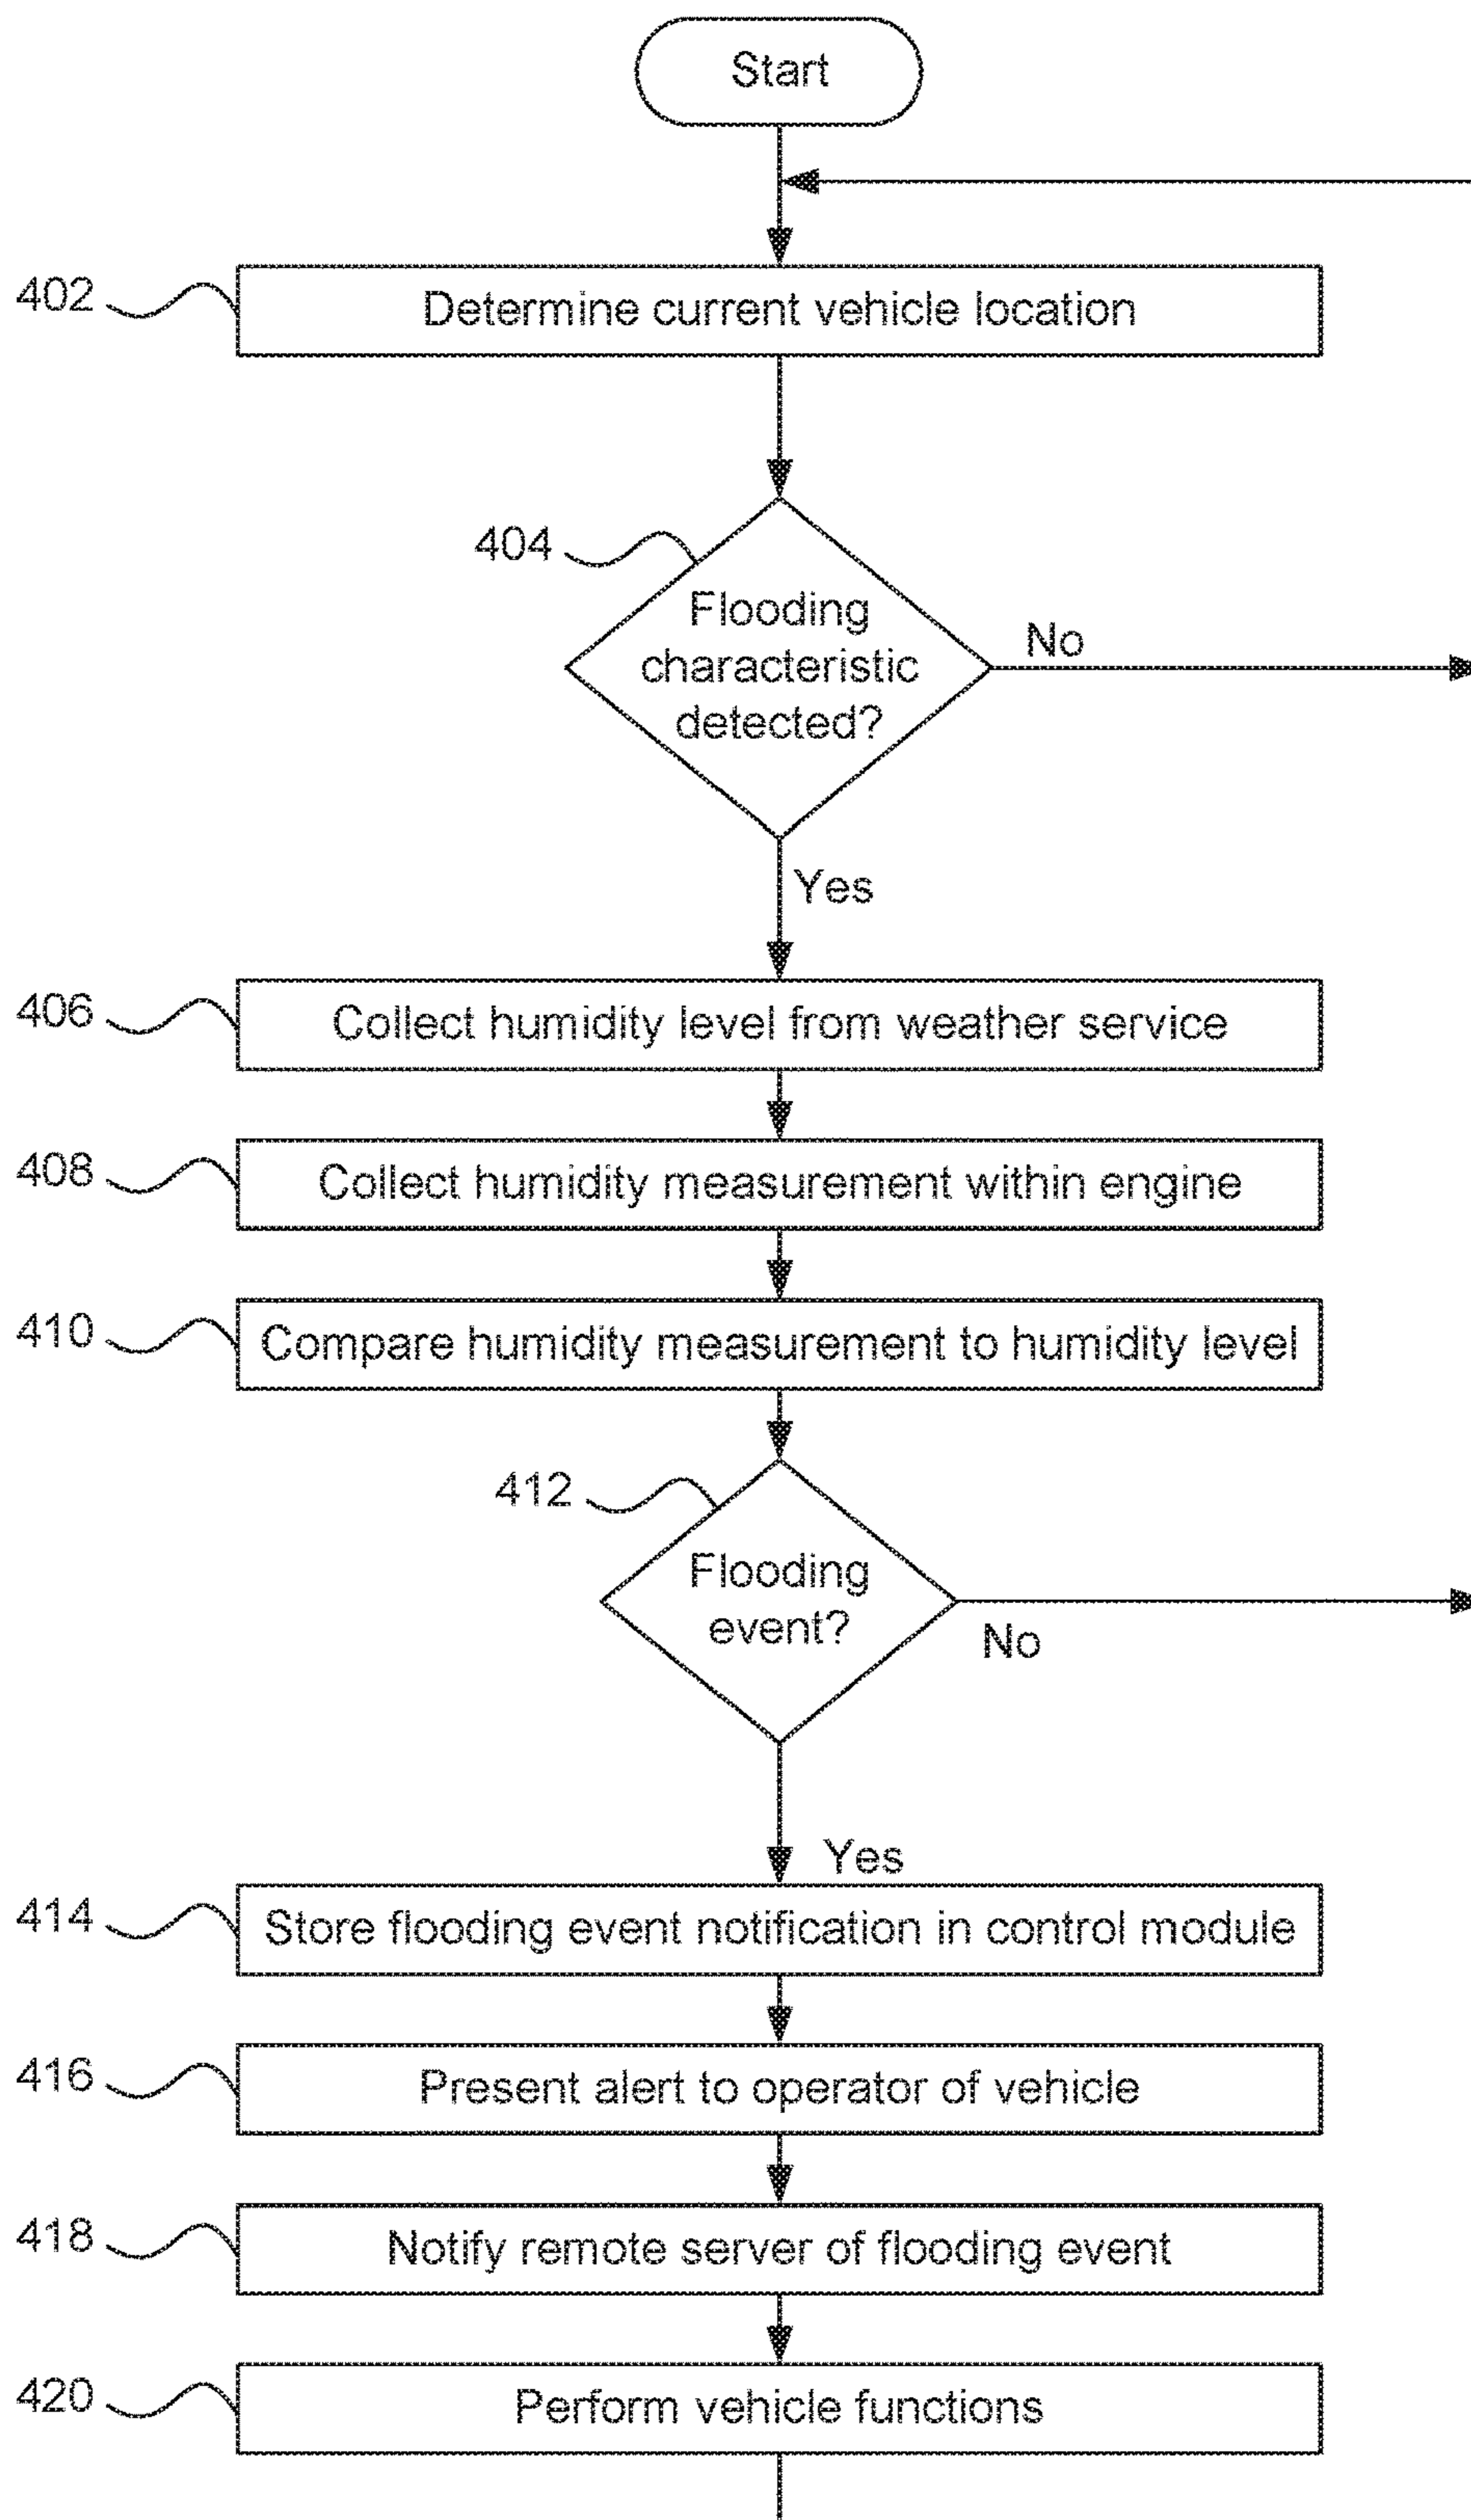 Start
402
Determine current vehicle location
404
Flooding
characteristic
detected?
No
Yes
406
Collect humidity level from weather service
408
Collect humidity measurement within engine
410
Compare humidity measurement to humidity level
412
Flooding
event?
No
Yes
414
Store flooding event notification in control module
416
Present alert to operator of vehicle
418
Notify remote server of flooding event
420
Perform vehicle functions